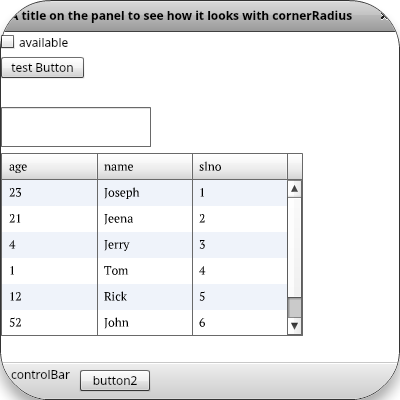 A title on the panel to see how it looks with cornerRadius
available
test Button
age name slno
23 Joseph 1
21 Jeena 2
4 Jerry 3
1 Tom 4
12 Rick 5
52 John 6
controlBar button2